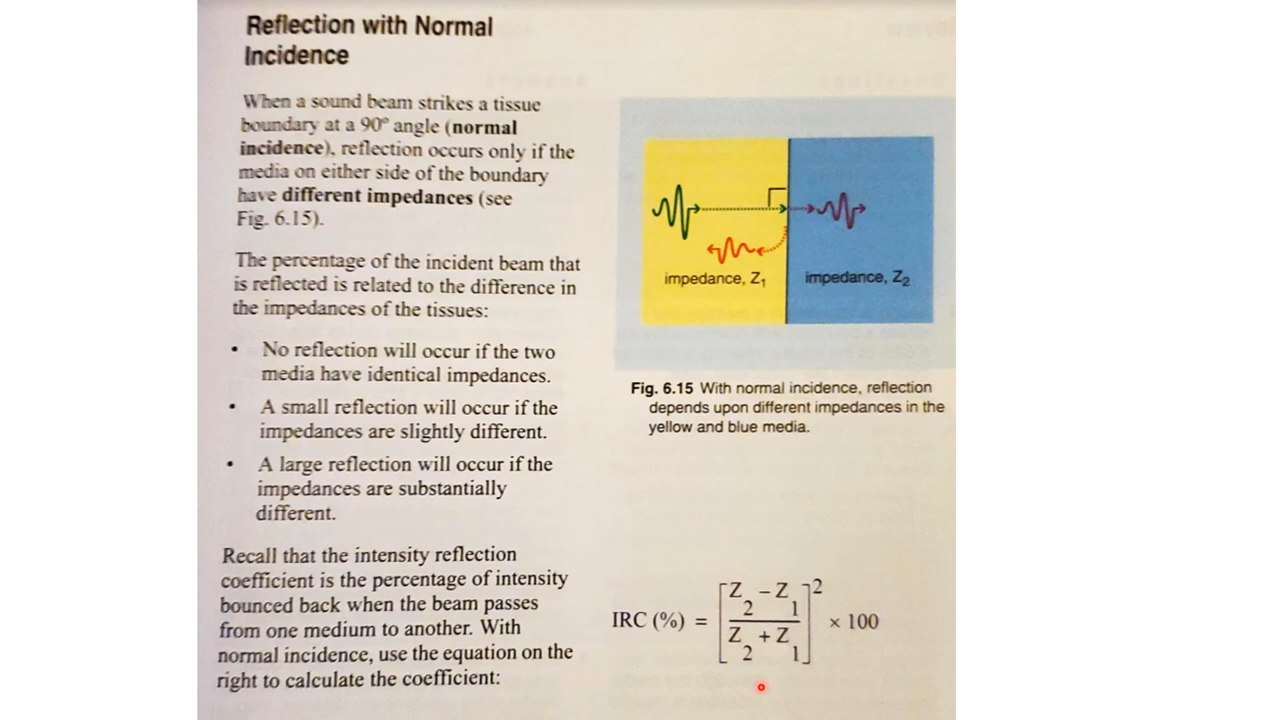 Reflection with Normal
Incidence
When a sound beam strikes a tissue
boundary at a 90° angle (normal
incidence), reflection occurs only if the
media on either side of the boundary
have different impedances (see
Fig. 6.15).
The percentage of the incident beam that
is reflected is related to the difference in
the impedances of the tissues:
• No reflection will occur if the two
media have identical impedances.
• A small reflection will occur if the
impedances are slightly different.
• A large reflection will occur if the
impedances are substantially
different.
Recall that the intensity reflection
coefficient is the percentage of intensity
bounced back when the beam passes
from one medium to another. With
normal incidence, use the equation on the
right to calculate the coefficient:
impedance, Z₁ impedance, Z₂
Fig. 6.15 With normal incidence, reflection
depends upon different impedances in the
yellow and blue media.
IRC (%) = [(Z₂ − Z₁) / (Z₂ + Z₁)]² × 100